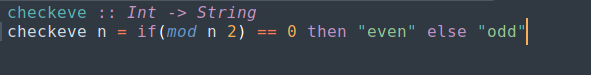 checkeve :: Int -> String
checkeve n = if(mod n 2) == 0 then "even" else "odd"